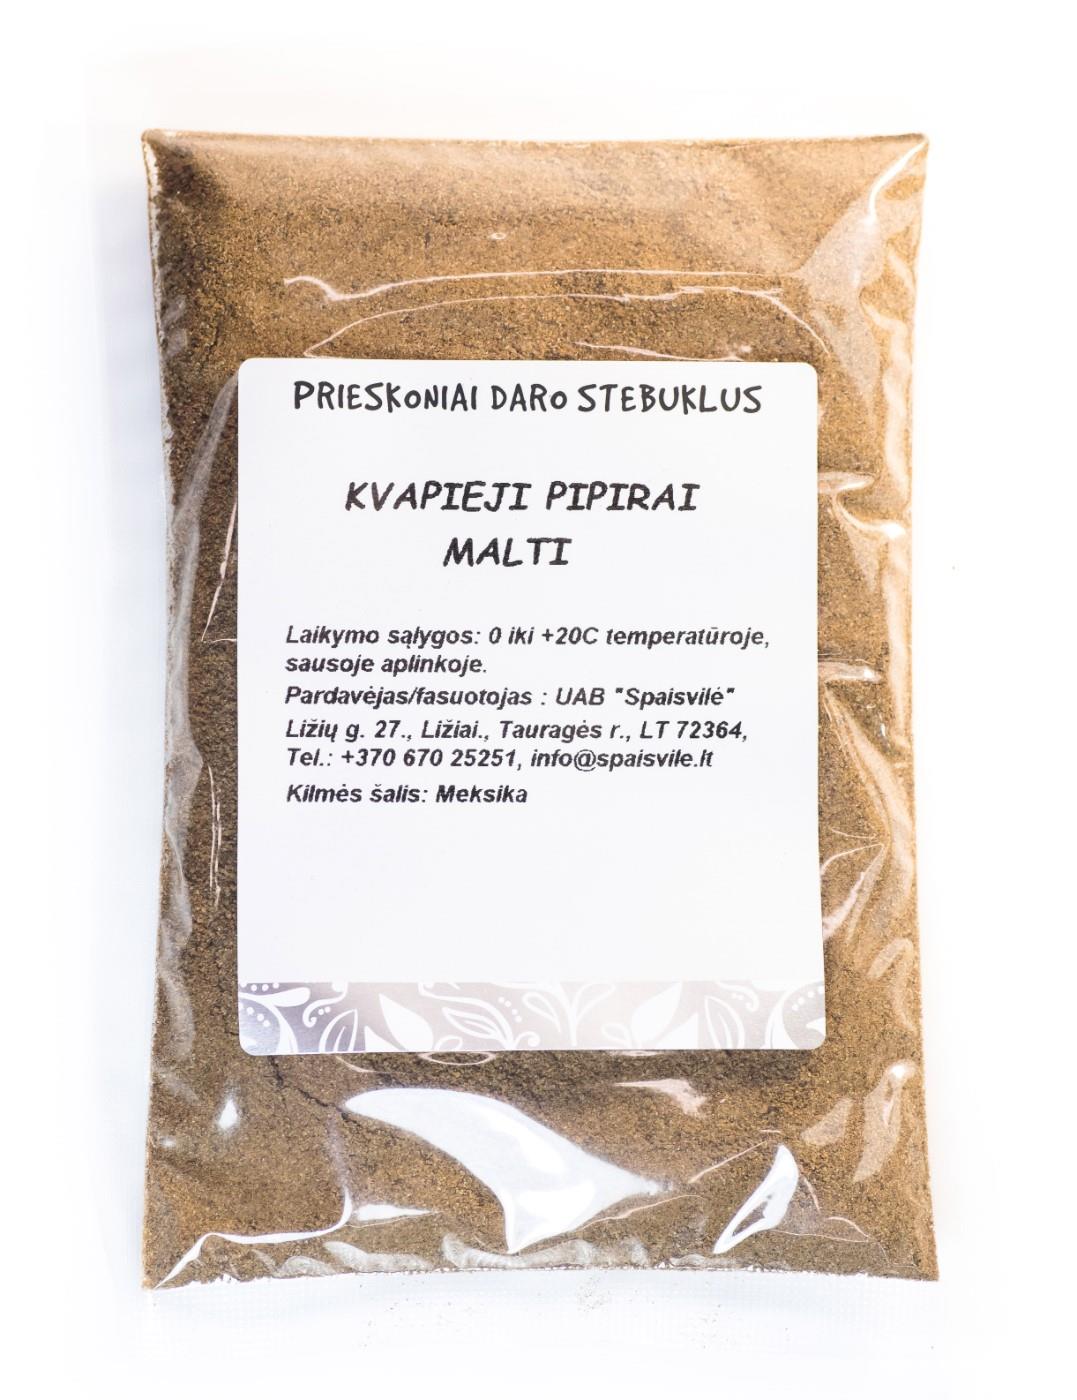 PRIESKONIAI DARO STEBUKLUS
KVAPIEJI PIPIRAI
MALTI
Laikymo sąlygos: 0 iki +20C temperatūroje,
sausoje aplinkoje.
Pardavėjas/fasuotojas : UAB "Spaisvilė"
Ližių g. 27., Ližiai., Tauragės r., LT 72364,
Tel.: +370 670 25251, info@spaisvile.lt
Kilmės šalis: Meksika